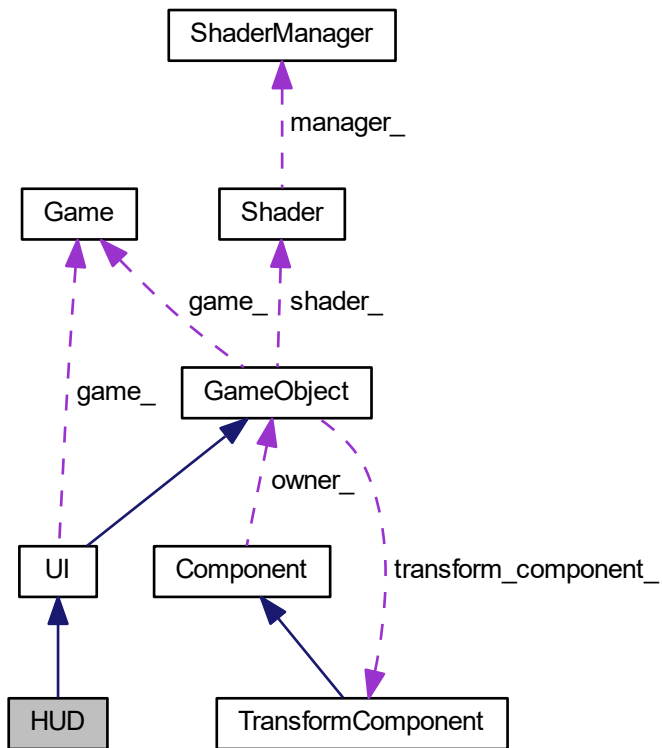 ShaderManager
manager_
Game
Shader
game_
shader_
GameObject
game_
owner_
UI
Component
transform_component_
HUD
TransformComponent